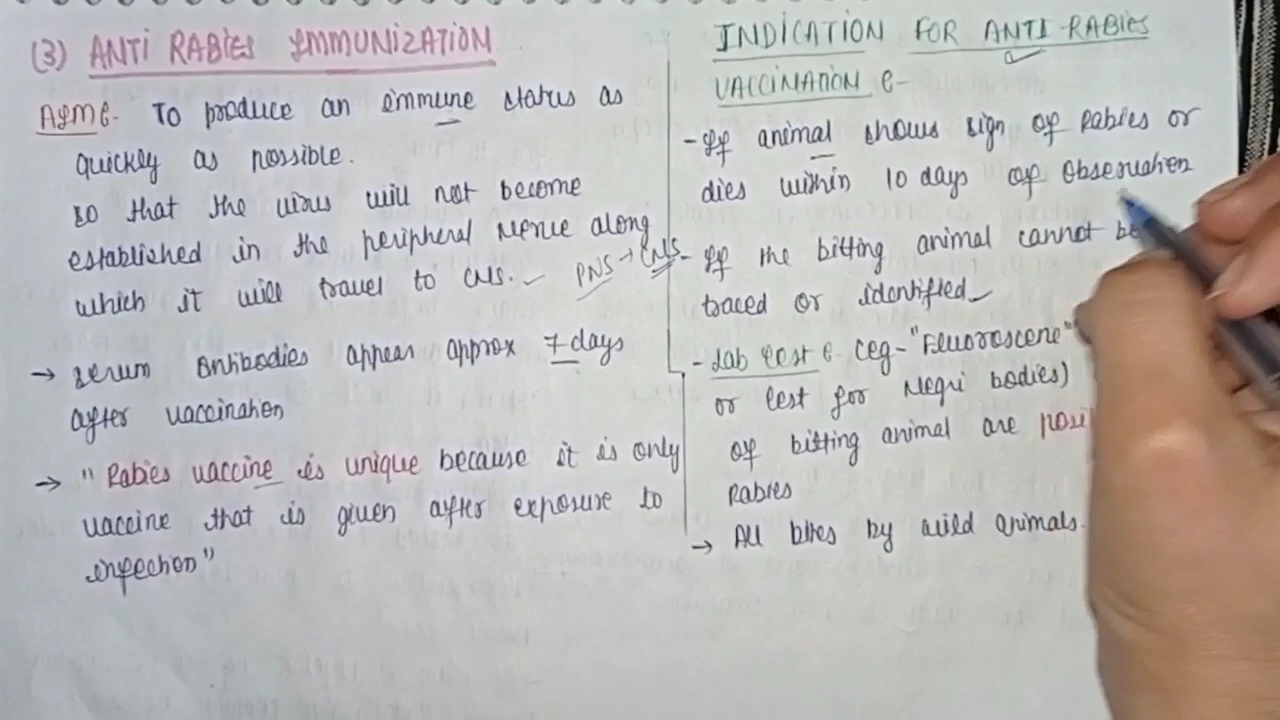 (3) ANTI RABIES IMMUNIZATION
AIM:- To produce an immune status as
quickly as possible.
so that the virus will not become
established in the peripheral nerve along
which it will travel to CNS. PNS → CNS
→ serum Antibodies appear approx 7 days
after vaccination
→ "Rabies vaccine is unique because it is only
vaccine that is given after exposure to
infection"
INDICATION FOR ANTI-RABIES
VACCINATION :-
- If animal shows sign of Rabies or
dies within 10 days of observation
- If the bitting animal cannot be
traced or identified
- Lab test :- (eg - "Fluoroscene"
or test for Negri bodies)
of bitting animal are
Rabies
→ All bites by wild animals.